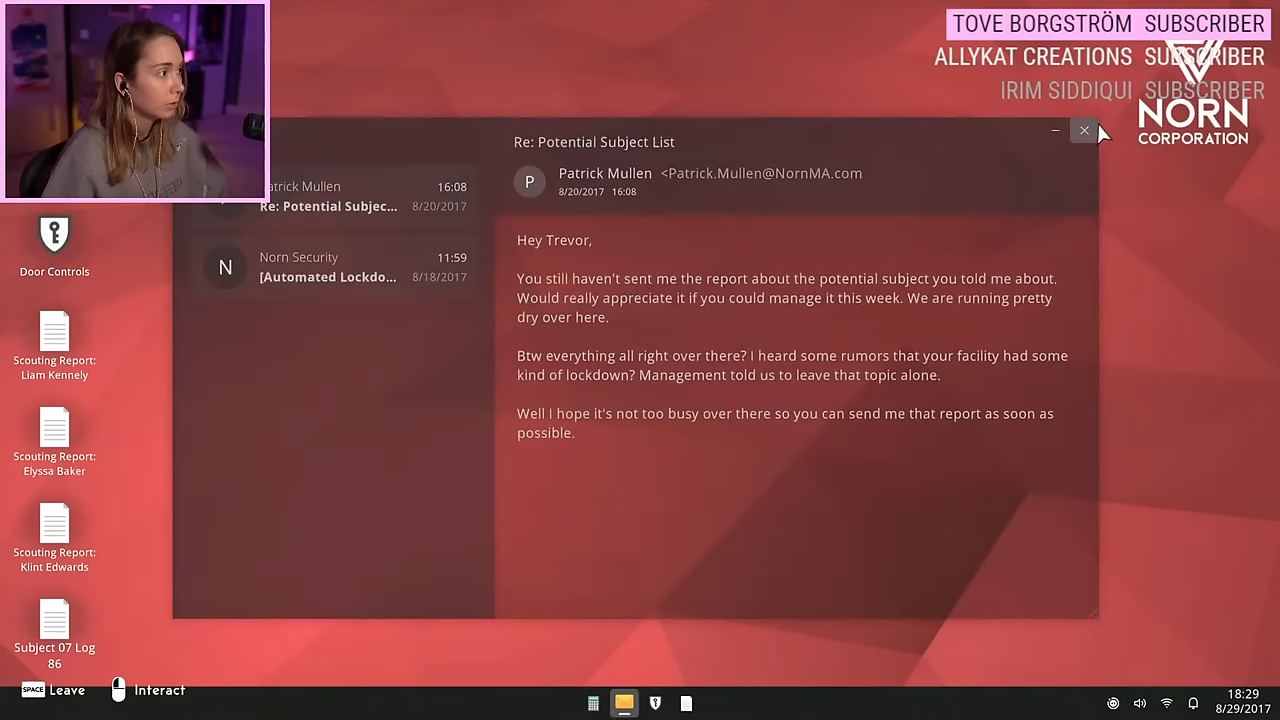 TOVE BORGSTRÖM SUBSCRIBER
ALLYKAT CREATIONS SUBSCRIBER
IRIM SIDDIQUI SUBSCRIBER
NORN
CORPORATION
Re: Potential Subject List
P
Patrick Mullen <Patrick.Mullen@NornMA.com
8/20/2017 16:08
atrick Mullen 16:08
Re: Potential Subjec... 8/20/2017
N
Norn Security 11:59
[Automated Lockdo... 8/18/2017
Hey Trevor,
You still haven't sent me the report about the potential subject you told me about.
Would really appreciate it if you could manage it this week. We are running pretty
dry over here.
Btw everything all right over there? I heard some rumors that your facility had some
kind of lockdown? Management told us to leave that topic alone.
Well I hope it's not too busy over there so you can send me that report as soon as
possible.
Door Controls
Scouting Report:
Liam Kennely
Scouting Report:
Elyssa Baker
Scouting Report:
Klint Edwards
Subject 07 Log
86
SPACE Leave Interact
18:29
8/29/2017